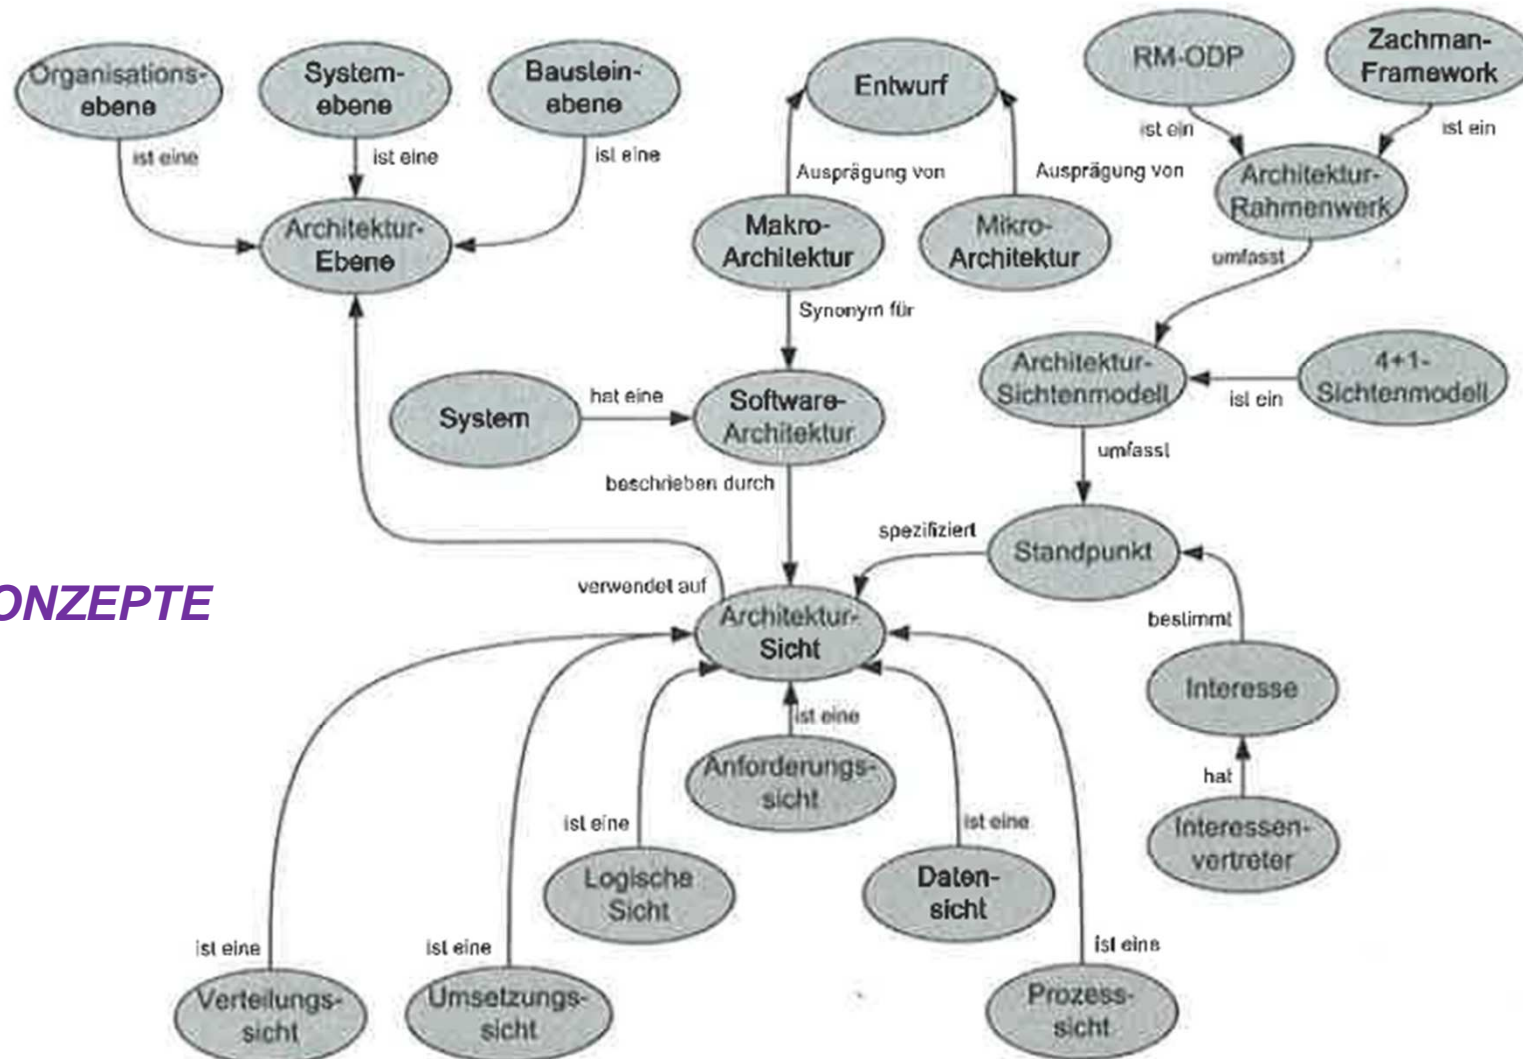 Organisations-
ebene
System-
ebene
Baustein-
ebene
Entwurf
RM-ODP
Zachman-
Framework
ist eine
ist eine
ist eine
ist ein
ist ein
Ausprägung von
Ausprägung von
Architektur-
Ebene
Makro-
Architektur
Mikro-
Architektur
Architektur-
Rahmenwerk
umfasst
Synonym für
System
hat eine
Software-
Architektur
Architektur-
Sichtenmodell
ist ein
4+1-
Sichtenmodell
beschrieben durch
umfasst
spezifiziert
Standpunkt
verwendet auf
ONZEPTE
Architektur-
Sicht
bestimmt
Interesse
ist eine
Anforderungs-
sicht
hat
Interessen-
vertreter
ist eine
Logische
Sicht
ist eine
Daten-
sicht
ist eine
Verteilungs-
sicht
ist eine
Umsetzungs-
sicht
ist eine
Prozess-
sicht